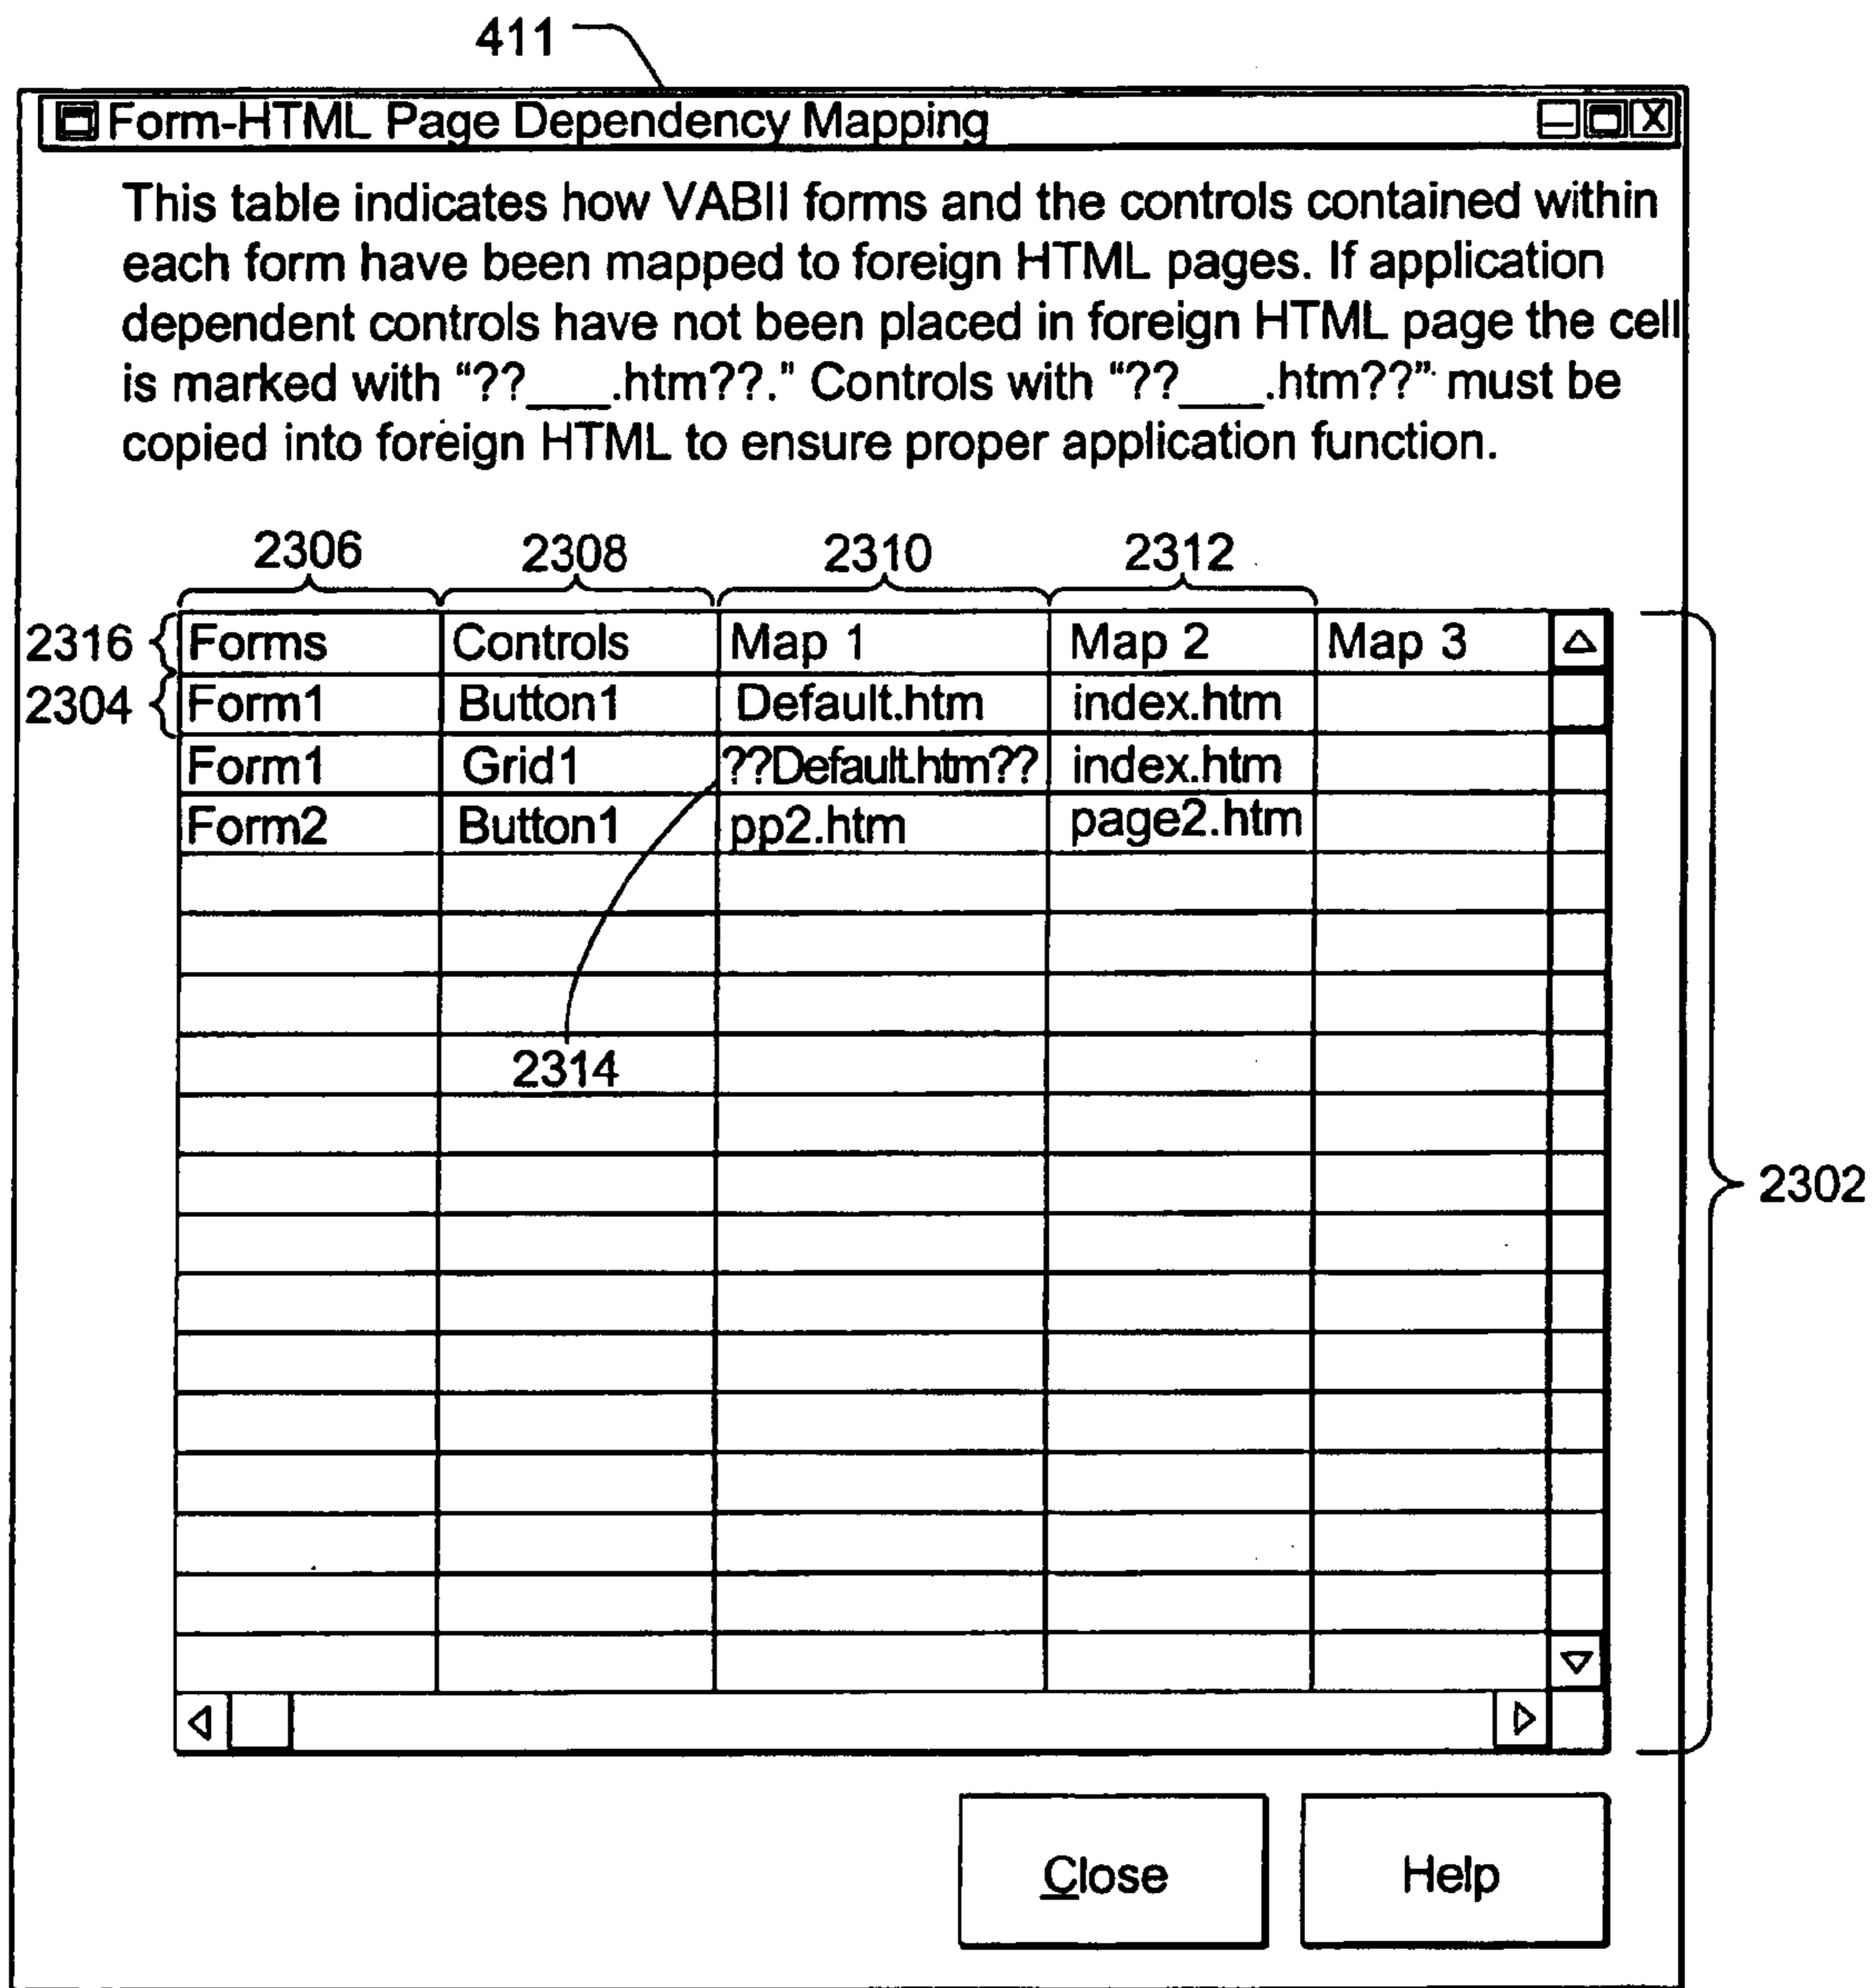 411
Form-HTML Page Dependency Mapping
This table indicates how VABII forms and the controls contained within
each form have been mapped to foreign HTML pages. If application
dependent controls have not been placed in foreign HTML page the cell
is marked with “??___.htm??.” Controls with “??___.htm??” must be
copied into foreign HTML to ensure proper application function.
2306 2308 2310 2312
2316 Forms Controls Map 1 Map 2 Map 3
2304 Form1 Button1 Default.htm index.htm
Form1 Grid1 ??Default.htm?? index.htm
Form2 Button1 pp2.htm page2.htm
2314
2302
Close Help